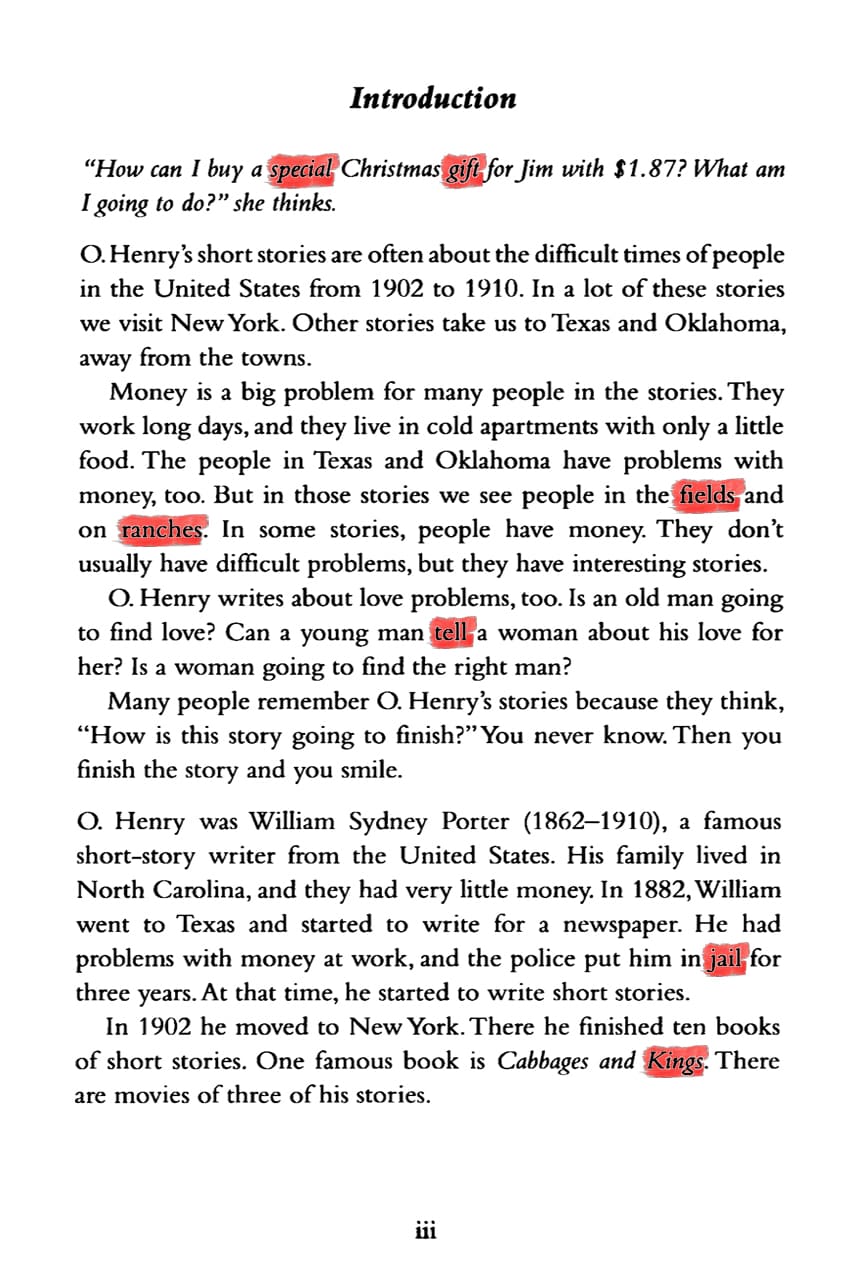 Introduction
“How can I buy a special Christmas gift for Jim with $1.87? What am
I going to do?” she thinks.
O. Henry’s short stories are often about the difficult times of people
in the United States from 1902 to 1910. In a lot of these stories
we visit New York. Other stories take us to Texas and Oklahoma,
away from the towns.
Money is a big problem for many people in the stories. They
work long days, and they live in cold apartments with only a little
food. The people in Texas and Oklahoma have problems with
money, too. But in those stories we see people in the fields and
on ranches. In some stories, people have money. They don’t
usually have difficult problems, but they have interesting stories.
O. Henry writes about love problems, too. Is an old man going
to find love? Can a young man tell a woman about his love for
her? Is a woman going to find the right man?
Many people remember O. Henry’s stories because they think,
“How is this story going to finish?” You never know. Then you
finish the story and you smile.
O. Henry was William Sydney Porter (1862–1910), a famous
short-story writer from the United States. His family lived in
North Carolina, and they had very little money. In 1882, William
went to Texas and started to write for a newspaper. He had
problems with money at work, and the police put him in jail for
three years. At that time, he started to write short stories.
In 1902 he moved to New York. There he finished ten books
of short stories. One famous book is Cabbages and Kings. There
are movies of three of his stories.
iii